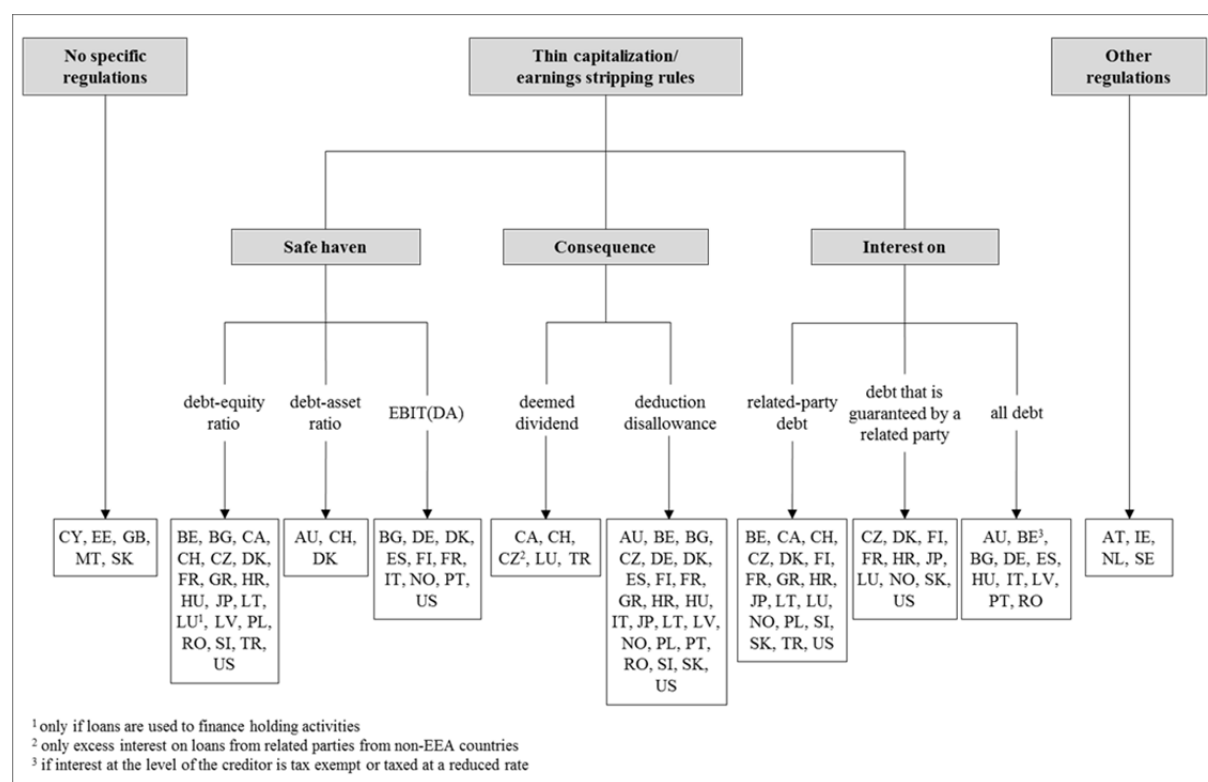 No specific
regulations
Thin capitalization/
earnings stripping rules
Other
regulations
Safe haven
Consequence
Interest on
debt-equity
ratio
debt-asset
ratio
EBIT(DA)
deemed
dividend
deduction
disallowance
related-party
debt
debt that is
guaranteed by a
related party
all debt
CY, EE, GB,
MT, SK
BE, BG, CA,
CH, CZ, DK,
FR, GR, HR,
HU, JP, LT,
LU¹, LV, PL,
RO, SI, TR,
US
AU, CH,
DK
BG, DE, DK,
ES, FI, FR,
IT, NO, PT,
US
CA, CH,
CZ², LU, TR
AU, BE, BG,
CZ, DE, DK,
ES, FI, FR,
GR, HR, HU,
IT, JP, LT, LV,
NO, PL, PT,
RO, SI, SK,
US
BE, CA, CH,
CZ, DK, FI,
FR, GR, HR,
JP, LT, LU,
NO, PL, SI,
SK, TR, US
CZ, DK, FI,
FR, HR, JP,
LU, NO, SK,
US
AU, BE³,
BG, DE, ES,
HU, IT, LV,
PT, RO
AT, IE,
NL, SE
¹ only if loans are used to finance holding activities
² only excess interest on loans from related parties from non-EEA countries
³ if interest at the level of the creditor is tax exempt or taxed at a reduced rate